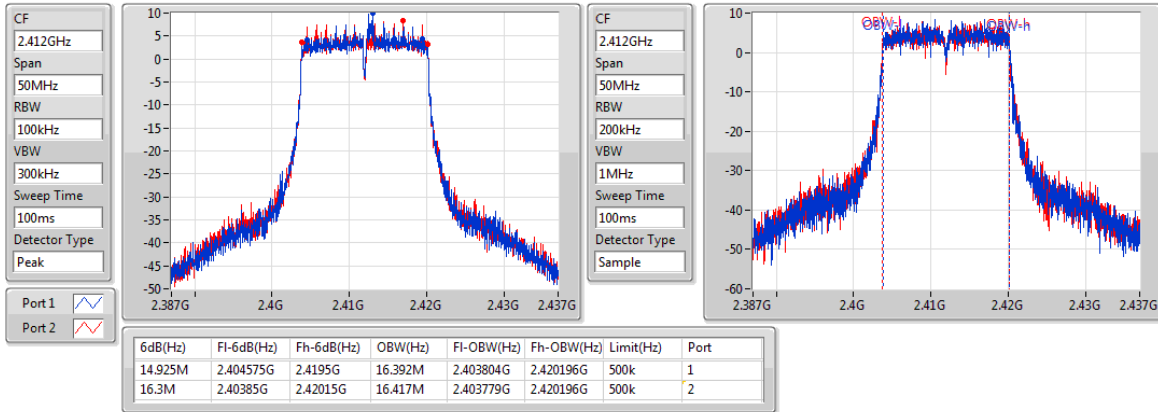 CF
2.412GHz
Span
50MHz
RBW
100kHz
VBW
300kHz
Sweep Time
100ms
Detector Type
Peak
Port 1
Port 2
10
5
0
-5
-10
-15
-20
-25
-30
-35
-40
-45
-50
2.387G 2.4G 2.41G 2.42G 2.43G 2.437G
CF
2.412GHz
Span
50MHz
RBW
200kHz
VBW
1MHz
Sweep Time
100ms
Detector Type
Sample
OBW-l OBW-h
10
0
-10
-20
-30
-40
-50
-60
2.387G 2.4G 2.41G 2.42G 2.43G 2.437G
6dB(Hz) Fl-6dB(Hz) Fh-6dB(Hz) OBW(Hz) Fl-OBW(Hz) Fh-OBW(Hz) Limit(Hz) Port
14.925M 2.404575G 2.4195G 16.392M 2.403804G 2.420196G 500k 1
16.3M 2.40385G 2.42015G 16.417M 2.403779G 2.420196G 500k 2